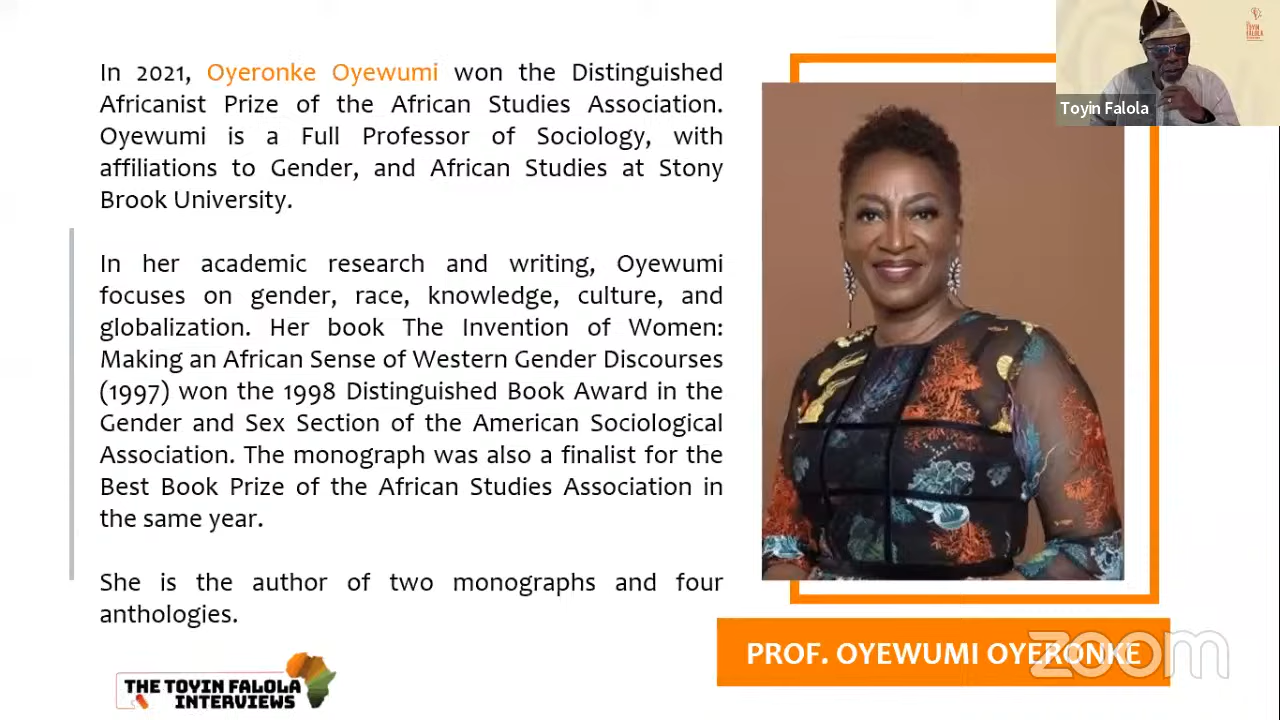 In 2021, Oyeronke Oyewumi won the Distinguished
Africanist Prize of the African Studies Association.
Oyewumi is a Full Professor of Sociology, with
affiliations to Gender, and African Studies at Stony
Brook University.
In her academic research and writing, Oyewumi
focuses on gender, race, knowledge, culture, and
globalization. Her book The Invention of Women:
Making an African Sense of Western Gender Discourses
(1997) won the 1998 Distinguished Book Award in the
Gender and Sex Section of the American Sociological
Association. The monograph was also a finalist for the
Best Book Prize of the African Studies Association in
the same year.
She is the author of two monographs and four
anthologies.
THE TOYIN FALOLA
INTERVIEWS
TOYIN
FALOLA
Toyin Falola
PROF. OYEWUMI OYERONKE
zoom